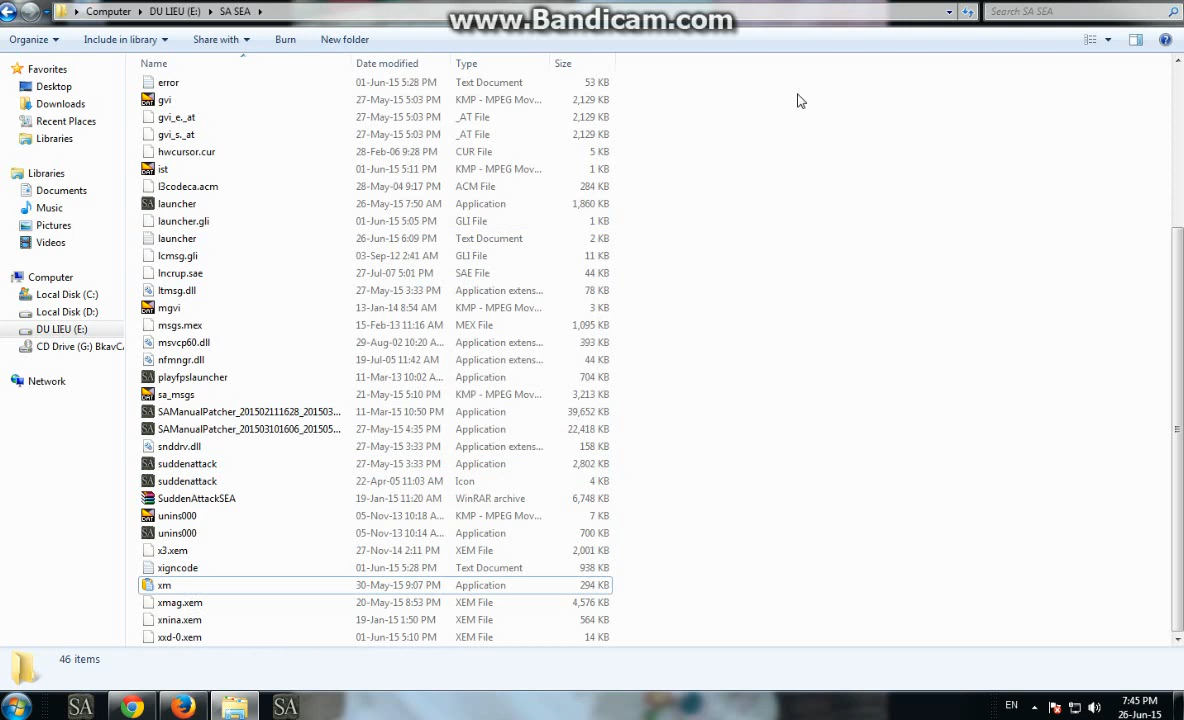 www.Bandicam.com
Computer ▸ DU LIEU (E:) ▸ SA SEA ▸
Search SA SEA
Organize Include in library Share with Burn New folder
Name Date modified Type Size
Favorites
Desktop
Downloads
Recent Places
Libraries
Libraries
Documents
Music
Pictures
Videos
Computer
Local Disk (C:)
Local Disk (D:)
DU LIEU (E:)
CD Drive (G:) BkavCA
Network
error 01-Jun-15 5:28 PM Text Document 53 KB
gvi 27-May-15 5:03 PM KMP - MPEG Mov... 2,129 KB
gvi_e._at 27-May-15 5:03 PM _AT File 2,129 KB
gvi_s._at 27-May-15 5:03 PM _AT File 2,129 KB
hwcursor.cur 28-Feb-06 9:28 PM CUR File 5 KB
ist 01-Jun-15 5:11 PM KMP - MPEG Mov... 1 KB
l3codeca.acm 28-May-04 9:17 PM ACM File 284 KB
launcher 26-May-15 7:50 AM Application 1,860 KB
launcher.gli 01-Jun-15 5:05 PM GLI File 1 KB
launcher 26-Jun-15 6:09 PM Text Document 2 KB
lcmsg.gli 03-Sep-12 2:41 AM GLI File 11 KB
lncrup.sae 27-Jul-07 5:01 PM SAE File 44 KB
ltmsg.dll 27-May-15 3:33 PM Application extens... 78 KB
mgvi 13-Jan-14 8:54 AM KMP - MPEG Mov... 3 KB
msgs.mex 15-Feb-13 11:16 AM MEX File 1,095 KB
msvcp60.dll 29-Aug-02 10:20 A... Application extens... 393 KB
nfmngr.dll 19-Jul-05 11:42 AM Application extens... 44 KB
playfpslauncher 11-Mar-13 10:02 A... Application 704 KB
sa_msgs 21-May-15 5:10 PM KMP - MPEG Mov... 3,213 KB
SAManualPatcher_201502111628_201503... 11-Mar-15 10:50 PM Application 39,652 KB
SAManualPatcher_201503101606_201505... 27-May-15 4:35 PM Application 22,418 KB
snddrv.dll 27-May-15 3:33 PM Application extens... 158 KB
suddenattack 27-May-15 3:33 PM Application 2,802 KB
suddenattack 22-Apr-05 11:03 AM Icon 4 KB
SuddenAttackSEA 19-Jan-15 11:20 AM WinRAR archive 6,748 KB
unins000 05-Nov-13 10:18 A... KMP - MPEG Mov... 7 KB
unins000 05-Nov-13 10:14 A... Application 700 KB
x3.xem 27-Nov-14 2:11 PM XEM File 2,001 KB
xigncode 01-Jun-15 5:28 PM Text Document 938 KB
xm 30-May-15 9:07 PM Application 294 KB
xmag.xem 20-May-15 8:53 PM XEM File 4,576 KB
xnina.xem 19-Jan-15 1:50 PM XEM File 564 KB
xxd-0.xem 01-Jun-15 5:10 PM XEM File 14 KB
46 items
SA SA EN 7:45 PM
26-Jun-15